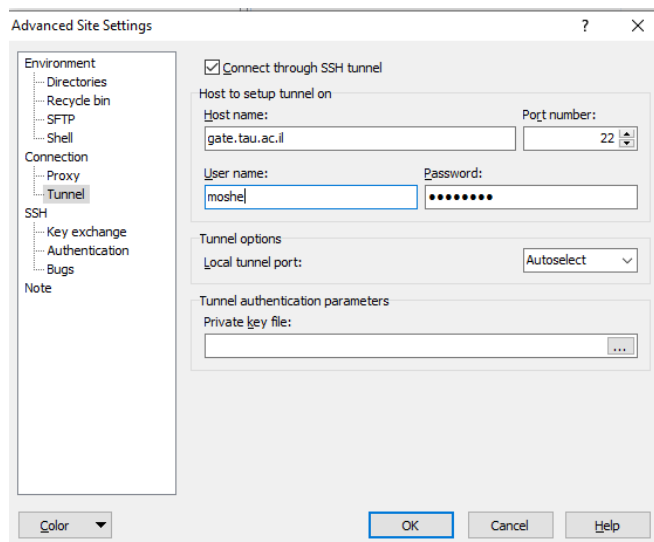 Advanced Site Settings ? X
Environment
Directories
Recycle bin
SFTP
Shell
Connection
Proxy
Tunnel
SSH
Key exchange
Authentication
Bugs
Note
Connect through SSH tunnel
Host to setup tunnel on
Host name: Port number:
gate.tau.ac.il 22
User name: Password:
moshe ••••••••
Tunnel options
Local tunnel port: Autoselect
Tunnel authentication parameters
Private key file:
...
Color OK Cancel Help